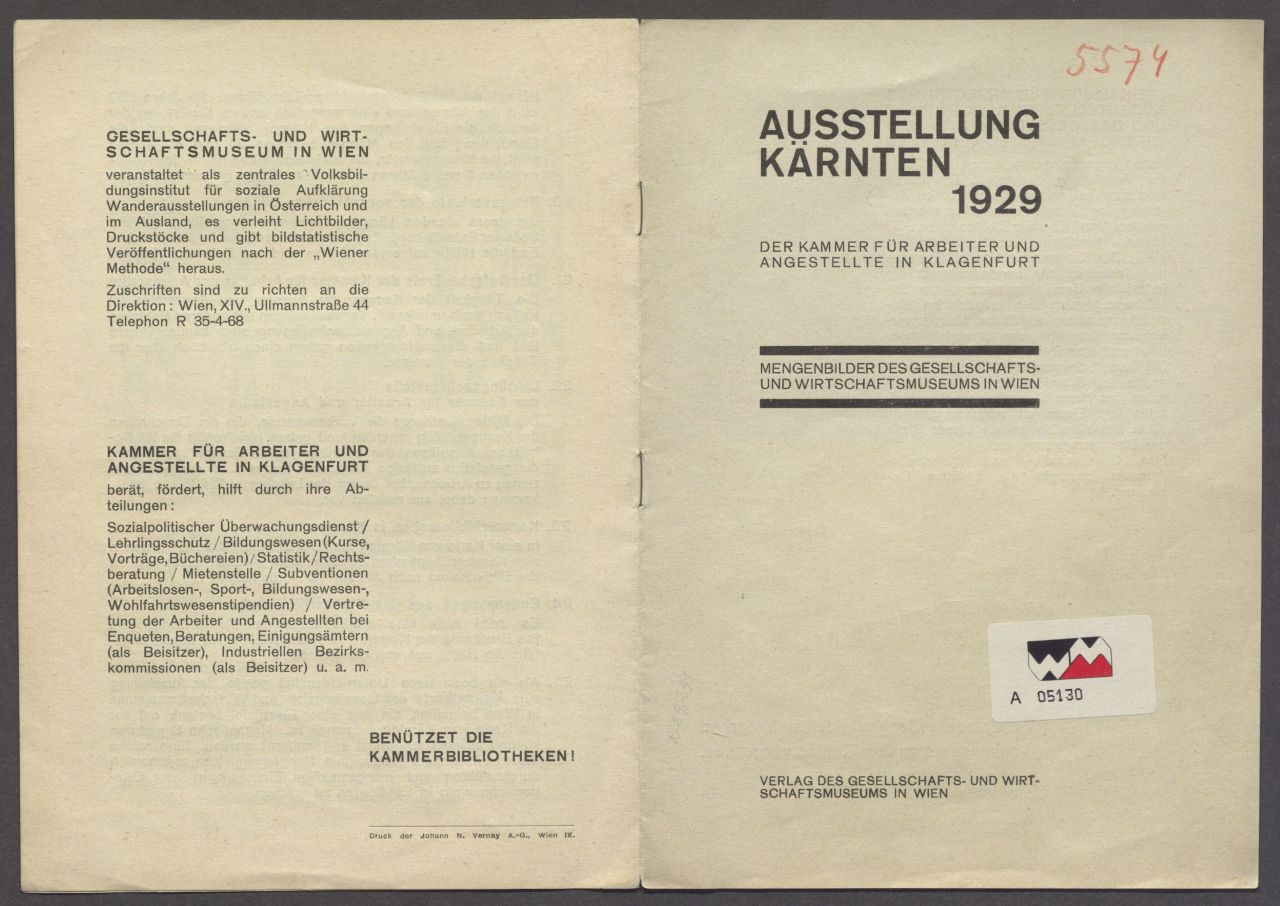 GESELLSCHAFTS- UND WIRT-
SCHAFTSMUSEUM IN WIEN
veranstaltet als zentrales Volksbil-
dungsinstitut für soziale Aufklärung
Wanderausstellungen in Österreich und
im Ausland, es verleiht Lichtbilder,
Druckstöcke und gibt bildstatistische
Veröffentlichungen nach der „Wiener
Methode“ heraus.
Zuschriften sind zu richten an die
Direktion: Wien, XIV., Ullmannstraße 44
Telephon R 35-4-68
KAMMER FÜR ARBEITER UND
ANGESTELLTE IN KLAGENFURT
berät, fördert, hilft durch ihre Ab-
teilungen:
Sozialpolitischer Überwachungsdienst /
Lehrlingsschutz / Bildungswesen (Kurse,
Vorträge, Büchereien) / Statistik / Rechts-
beratung / Mietenstelle / Subventionen
(Arbeitslosen-, Sport-, Bildungswesen-,
Wohlfahrtswesenstipendien) / Vertre-
tung der Arbeiter und Angestellten bei
Enqueten, Beratungen, Einigungsämtern
(als Beisitzer), Industriellen Bezirks-
kommissionen (als Beisitzer) u. a. m.
BENÜTZET DIE
KAMMERBIBLIOTHEKEN!
Druck der Johann N. Vernay A.-G., Wien IX.
5574
AUSSTELLUNG
KÄRNTEN
1929
DER KAMMER FÜR ARBEITER UND
ANGESTELLTE IN KLAGENFURT
MENGENBILDER DES GESELLSCHAFTS-
UND WIRTSCHAFTSMUSEUMS IN WIEN
A 05130
VERLAG DES GESELLSCHAFTS- UND WIRT-
SCHAFTSMUSEUMS IN WIEN